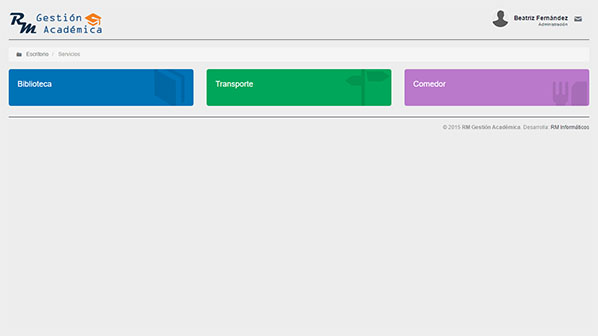 RM Gestión
Académica
Beatriz Fernández
Administración
Escritorio / Servicios
Biblioteca
Transporte
Comedor
© 2015 RM Gestión Académica. Desarrolla: RM Informáticos